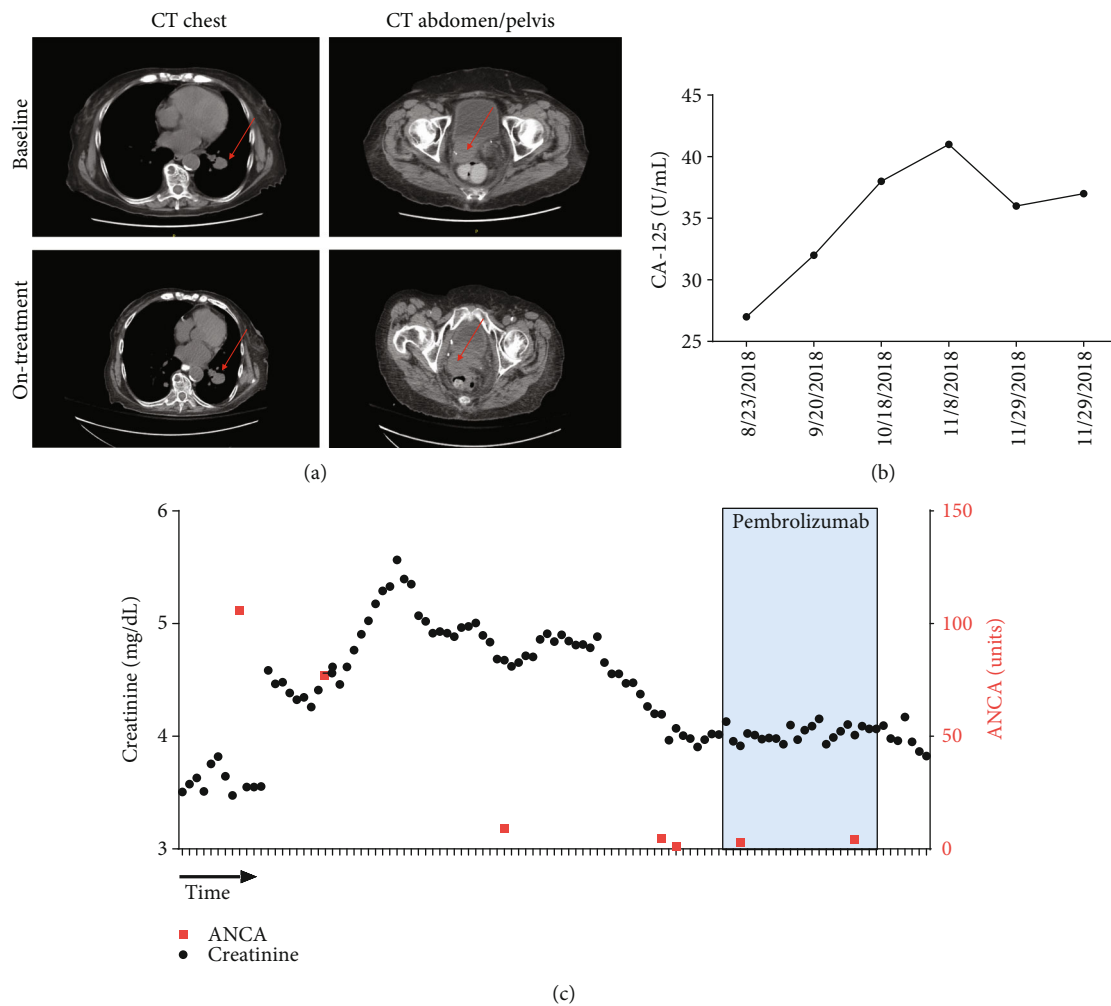 CT chest
CT abdomen/pelvis
Baseline
On-treatment
(a)
CA-125 (U/mL)
45
40
35
30
25
8/23/2018
9/20/2018
10/18/2018
11/8/2018
11/29/2018
11/29/2018
(b)
Creatinine (mg/dL)
6
5
4
3
Pembrolizumab
150
100
50
0
ANCA (units)
Time
ANCA
Creatinine
(c)